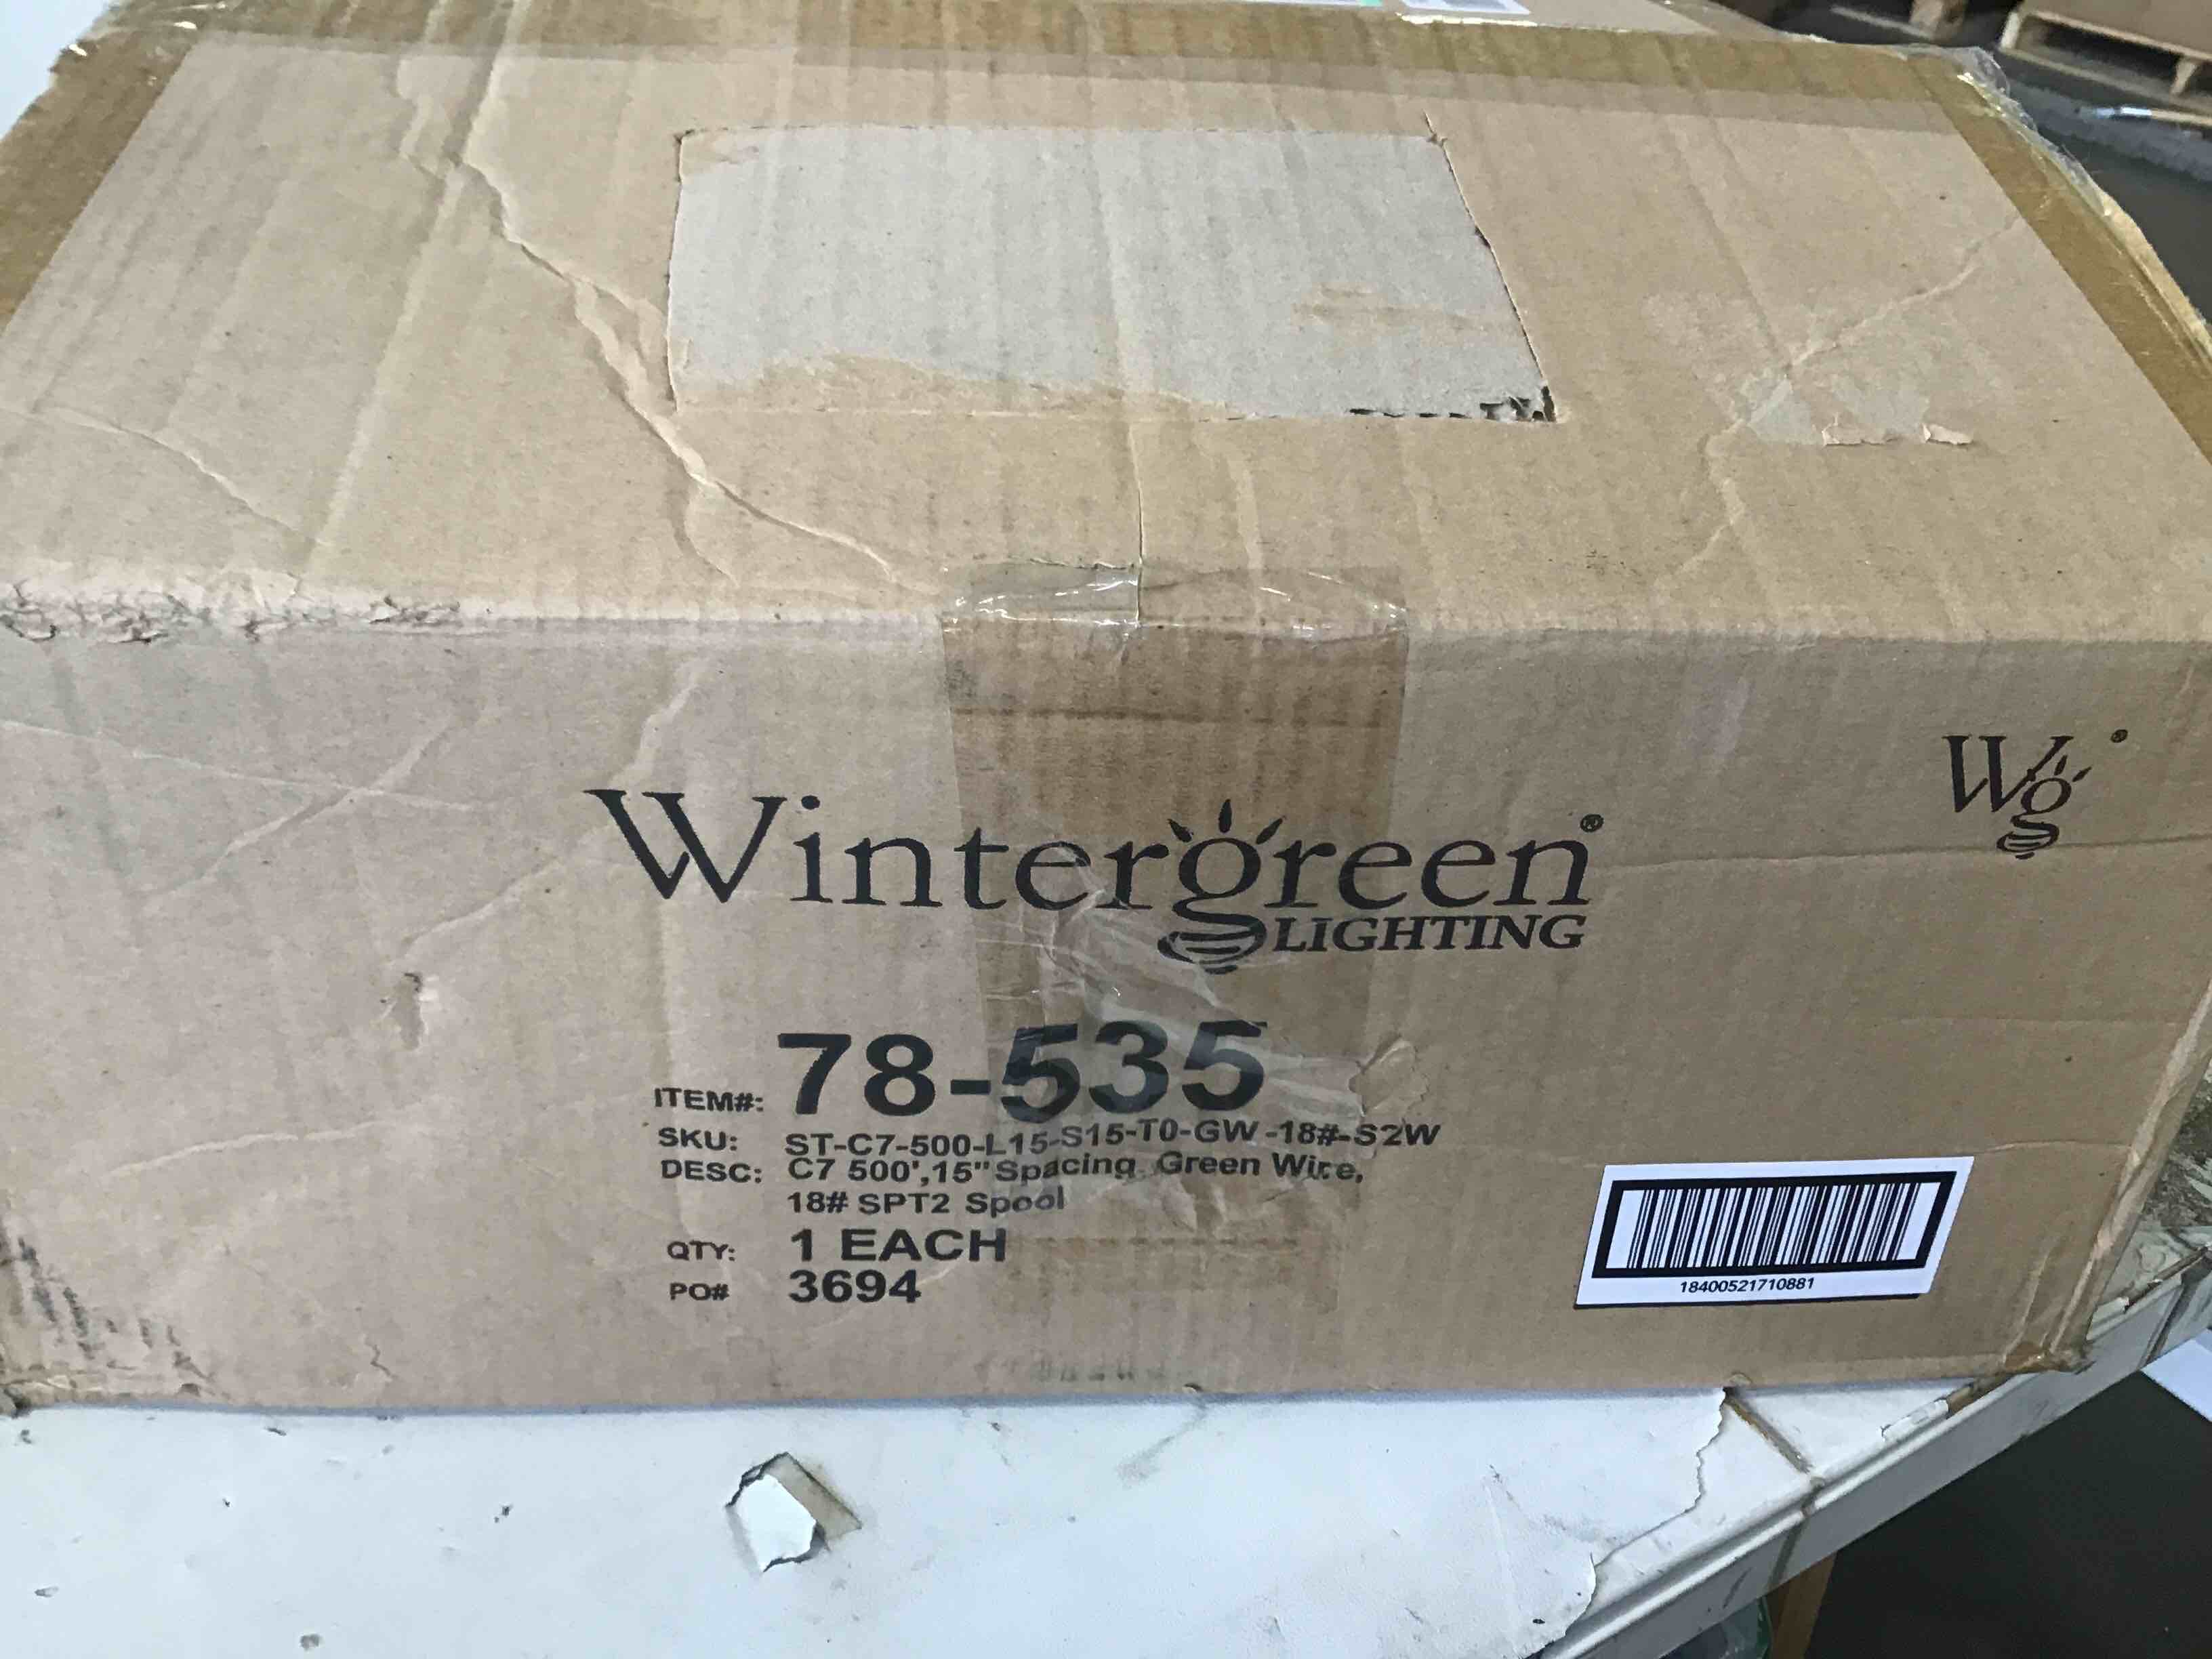 Wintergreen®
LIGHTING
Wg®
ITEM#: 78-535
SKU: ST-C7-500-L15-S15-T0-GW-18#-S2W
DESC: C7 500',15" Spacing, Green Wire,
18# SPT2 Spool
QTY: 1 EACH
PO# 3694
18400521710881